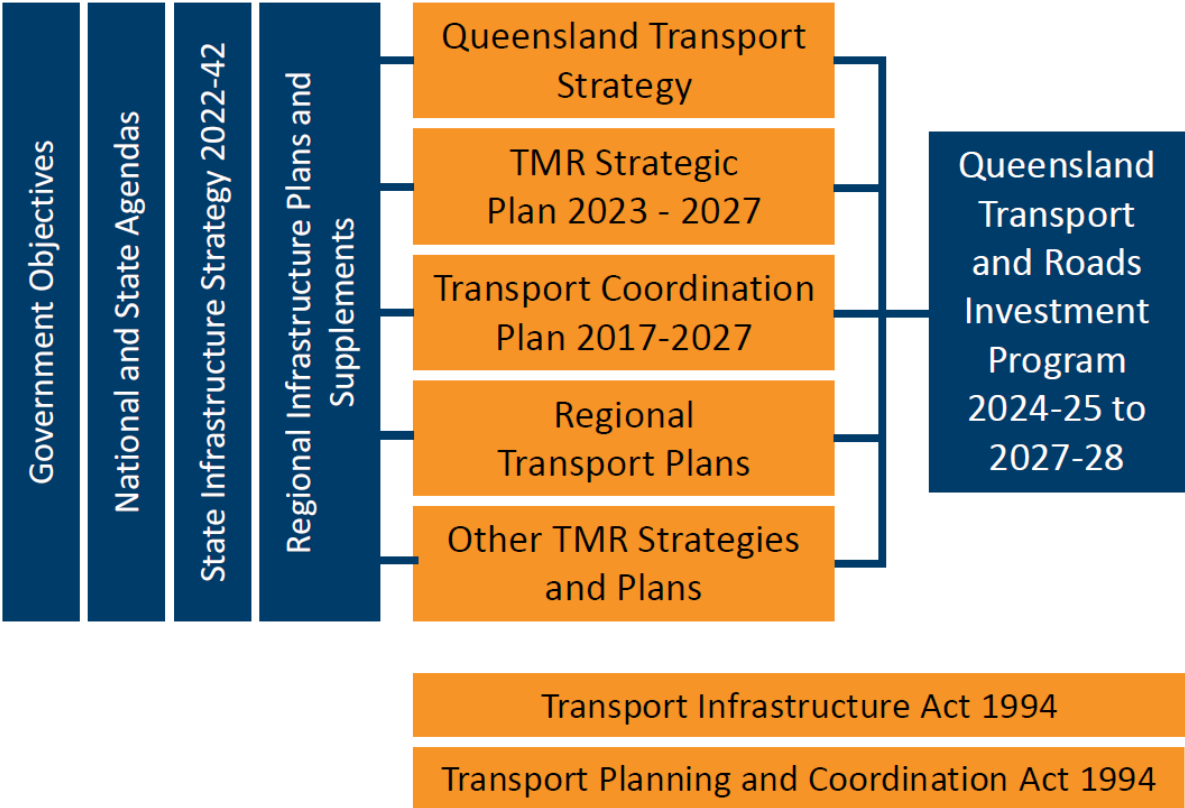 Government Objectives
National and State Agendas
State Infrastructure Strategy 2022-42
Regional Infrastructure Plans and
Supplements
Queensland Transport
Strategy
TMR Strategic
Plan 2023 - 2027
Transport Coordination
Plan 2017-2027
Regional
Transport Plans
Other TMR Strategies
and Plans
Queensland
Transport
and Roads
Investment
Program
2024-25 to
2027-28
Transport Infrastructure Act 1994
Transport Planning and Coordination Act 1994